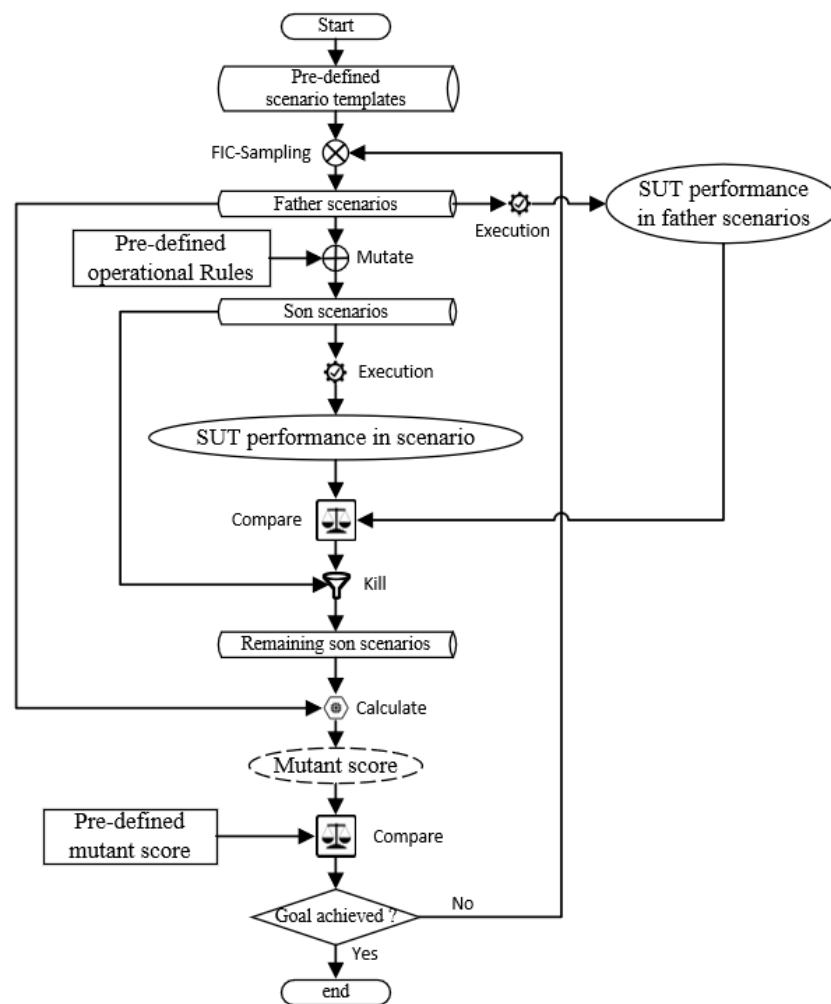 Start
Pre-defined
scenario templates
FIC-Sampling
Father scenarios
Execution
SUT performance
in father scenarios
Pre-defined
operational Rules
Mutate
Son scenarios
Execution
SUT performance in scenario
Compare
Kill
Remaining son scenarios
Calculate
Mutant score
Pre-defined
mutant score
Compare
Goal achieved ?
No
Yes
end